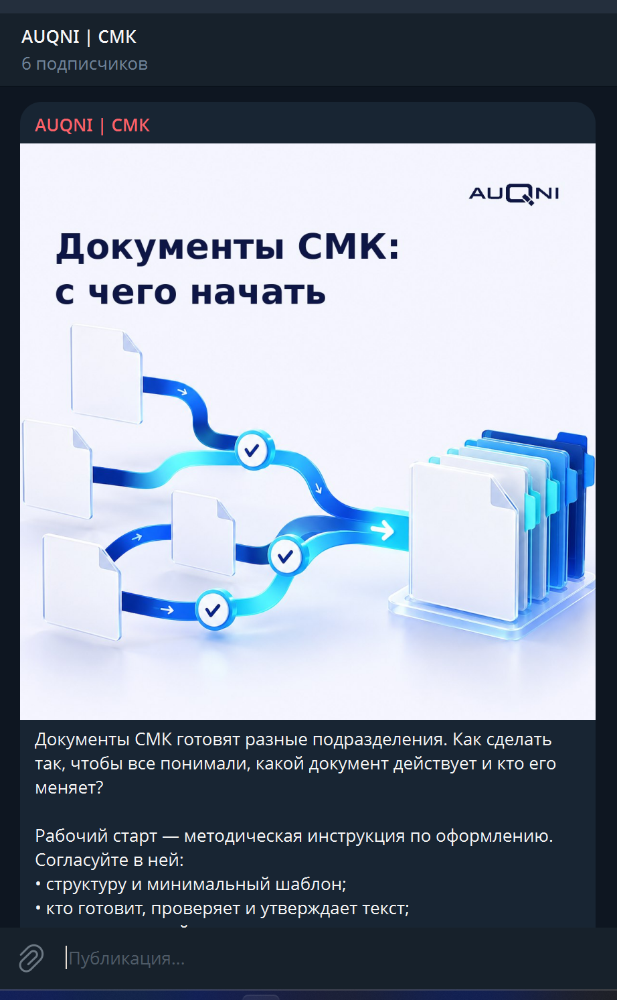 AUQNI | СМК
6 подписчиков
AUQNI | СМК
AUQNI
Документы СМК:
с чего начать
Документы СМК готовят разные подразделения. Как сделать
так, чтобы все понимали, какой документ действует и кто его
меняет?
Рабочий старт — методическая инструкция по оформлению.
Согласуйте в ней:
• структуру и минимальный шаблон;
• кто готовит, проверяет и утверждает текст;
Публикация...